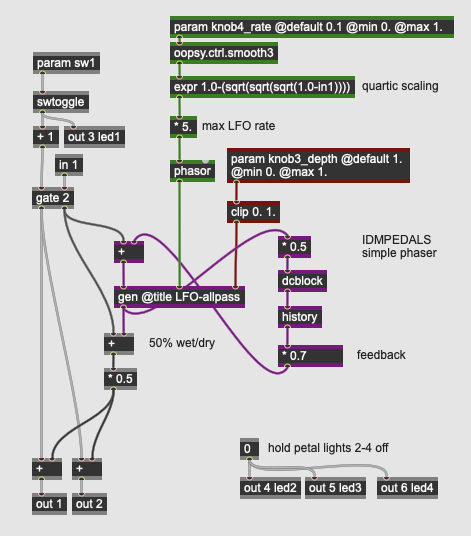 param knob4_rate @default 0.1 @min 0. @max 1.
param sw1
oopsy.ctrl.smooth3
expr 1.0-(sqrt(sqrt(sqrt(1.0-in1))))
quartic scaling
swtoggle
+ 1
out 3 led1
* 5.
max LFO rate
in 1
phasor
param knob3_depth @default 1.
@min 0. @max 1.
gate 2
clip 0. 1.
+
* 0.5
IDMPEDALS
simple phaser
dcblock
gen @title LFO-allpass
history
+
50% wet/dry
* 0.7
feedback
* 0.5
0
hold petal lights 2-4 off
+
+
out 4 led2
out 5 led3
out 6 led4
out 1
out 2